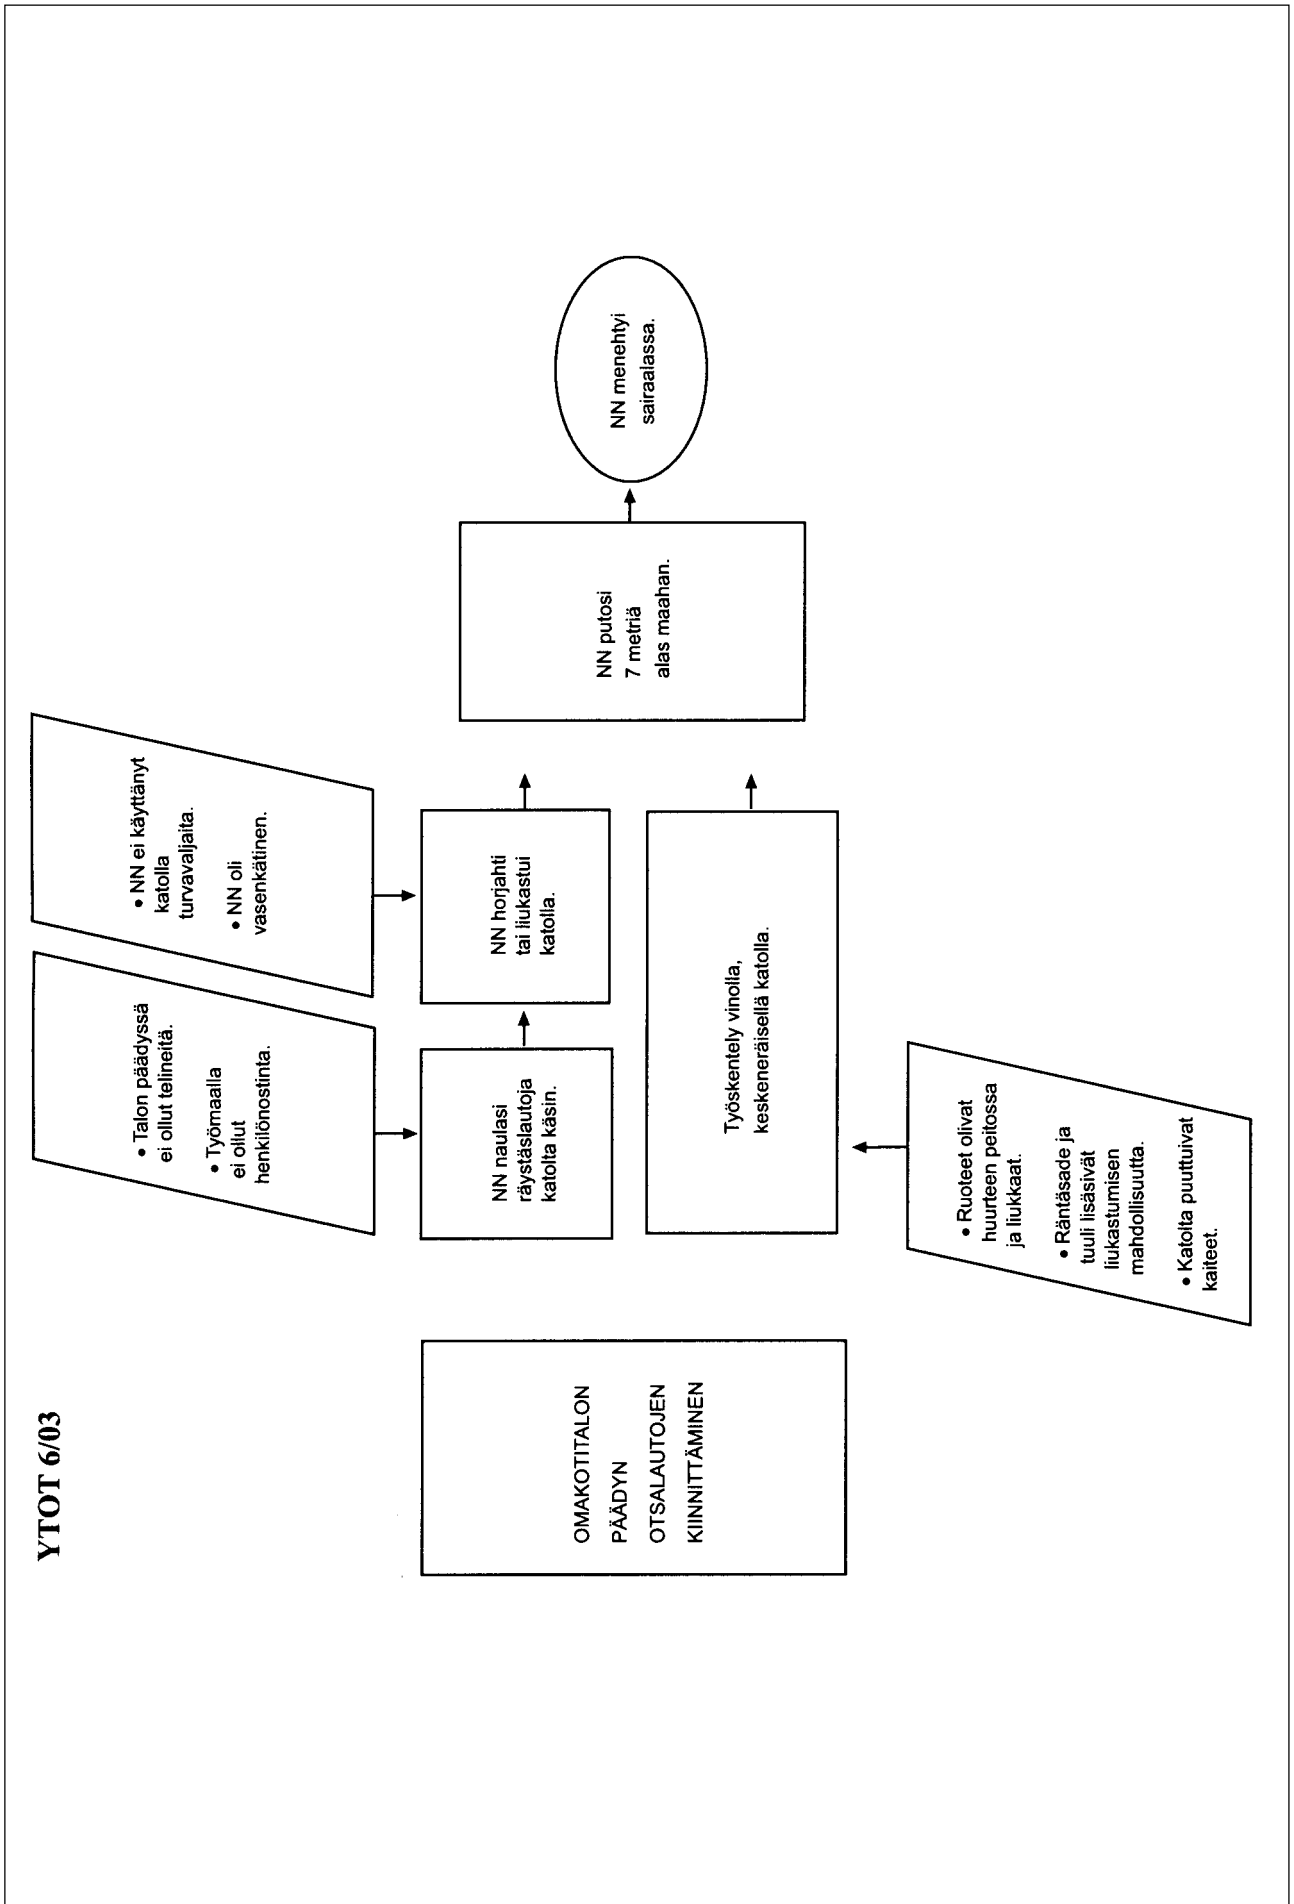 YTOT 6/03
OMAKOTITALON
PÄÄDYN
OTSALAUTOJEN
KIINNITTÄMINEN
• Talon päädyssä
ei ollut telineitä.
• Työmaalla
ei ollut
henkilönostinta.
• NN ei käyttänyt
katolla
turvavaljaita.
• NN oli
vasenkätinen.
NN naulasi
räystäslautoja
katolta käsin.
NN horjahti
tai liukastui
katolla.
Työskentely vinolla,
keskeneräisellä katolla.
• Ruoteet olivat
huurteen peitossa
ja liukkaat.
• Räntäsade ja
tuuli lisäsivät
liukastumisen
mahdollisuutta.
• Katolta puuttuivat
kaiteet.
NN putosi
7 metriä
alas maahan.
NN menehtyi
sairaalassa.